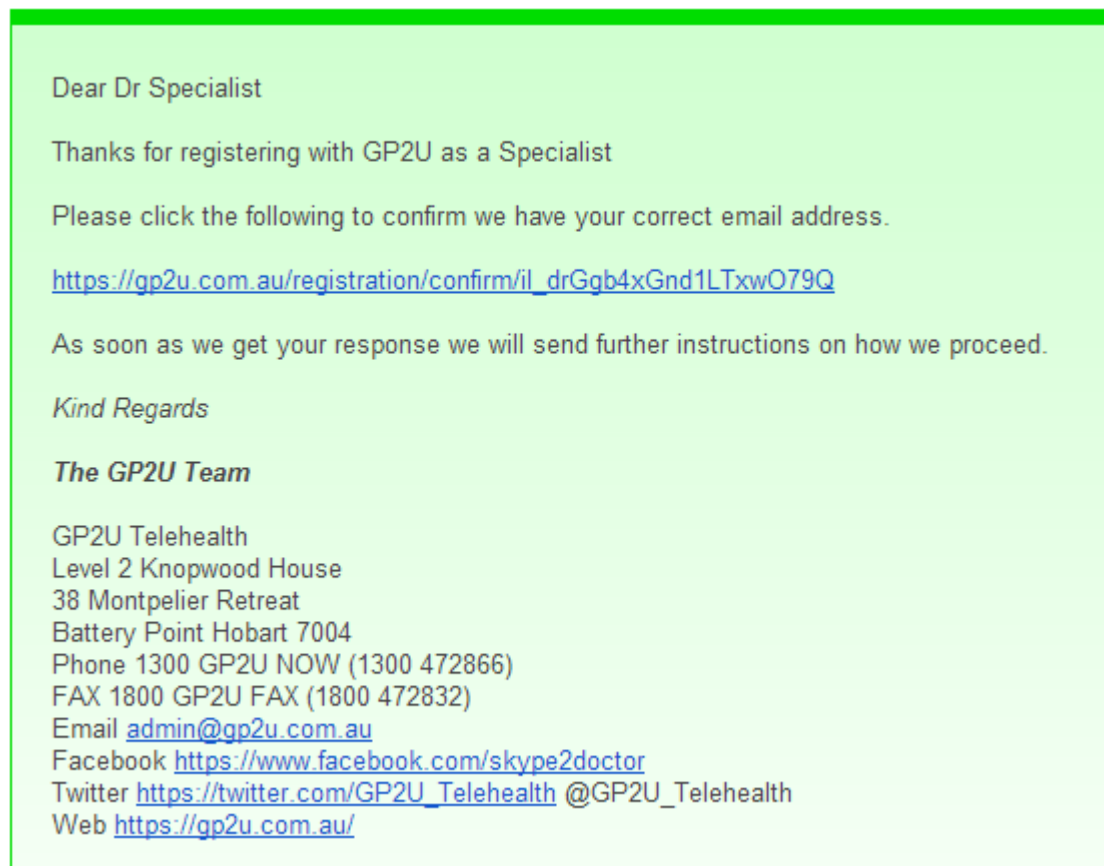 Dear Dr Specialist
Thanks for registering with GP2U as a Specialist
Please click the following to confirm we have your correct email address.
https://gp2u.com.au/registration/confirm/il_drGgb4xGnd1LTxwO79Q
As soon as we get your response we will send further instructions on how we proceed.
Kind Regards
The GP2U Team
GP2U Telehealth
Level 2 Knopwood House
38 Montpelier Retreat
Battery Point Hobart 7004
Phone 1300 GP2U NOW (1300 472866)
FAX 1800 GP2U FAX (1800 472832)
Email admin@gp2u.com.au
Facebook https://www.facebook.com/skype2doctor
Twitter https://twitter.com/GP2U_Telehealth @GP2U_Telehealth
Web https://gp2u.com.au/